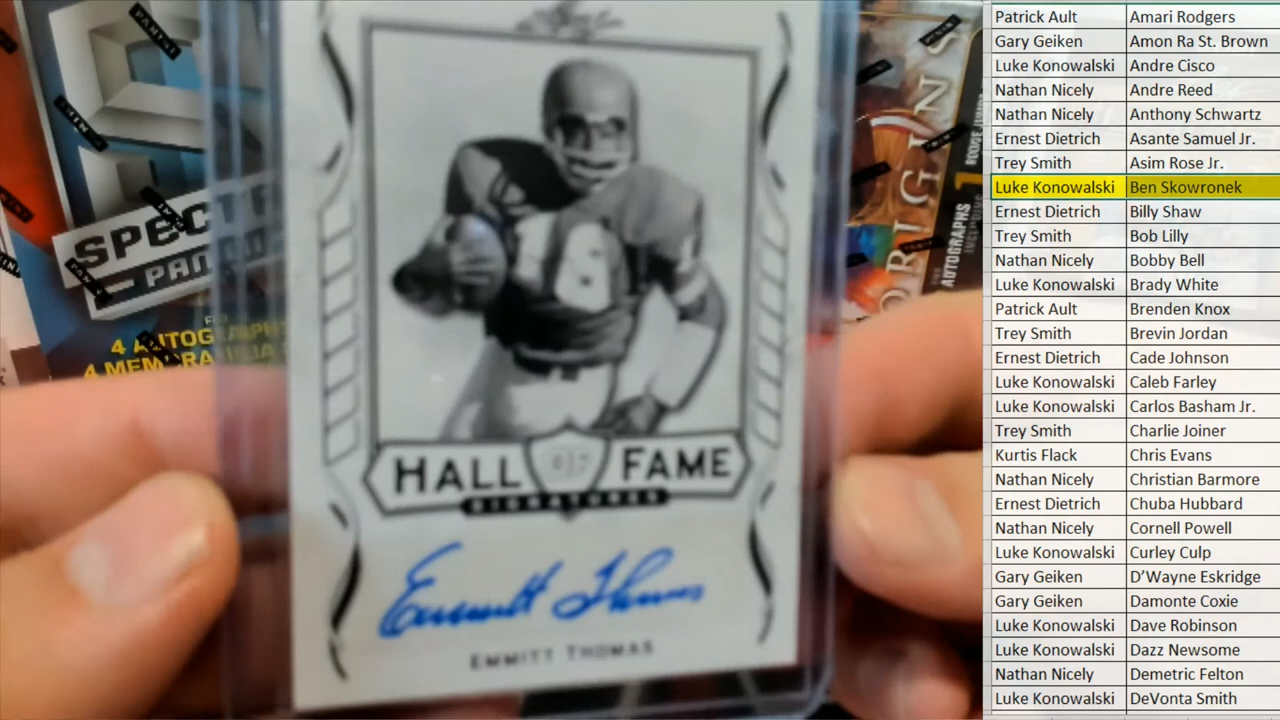 PANINI
SPECT
PANI
4 AUTOGRAPH
4 MEMORABILIA
ORIGINS
AUTOGRAPHS
INCLUDING
HALL OF FAME
SIGNATURES
Emmitt Thomas
EMMITT THOMAS
Patrick Ault Amari Rodgers
Gary Geiken Amon Ra St. Brown
Luke Konowalski Andre Cisco
Nathan Nicely Andre Reed
Nathan Nicely Anthony Schwartz
Ernest Dietrich Asante Samuel Jr.
Trey Smith Asim Rose Jr.
Luke Konowalski Ben Skowronek
Ernest Dietrich Billy Shaw
Trey Smith Bob Lilly
Nathan Nicely Bobby Bell
Luke Konowalski Brady White
Patrick Ault Brenden Knox
Trey Smith Brevin Jordan
Ernest Dietrich Cade Johnson
Luke Konowalski Caleb Farley
Luke Konowalski Carlos Basham Jr.
Trey Smith Charlie Joiner
Kurtis Flack Chris Evans
Nathan Nicely Christian Barmore
Ernest Dietrich Chuba Hubbard
Nathan Nicely Cornell Powell
Luke Konowalski Curley Culp
Gary Geiken D’Wayne Eskridge
Gary Geiken Damonte Coxie
Luke Konowalski Dave Robinson
Luke Konowalski Dazz Newsome
Nathan Nicely Demetric Felton
Luke Konowalski DeVonta Smith